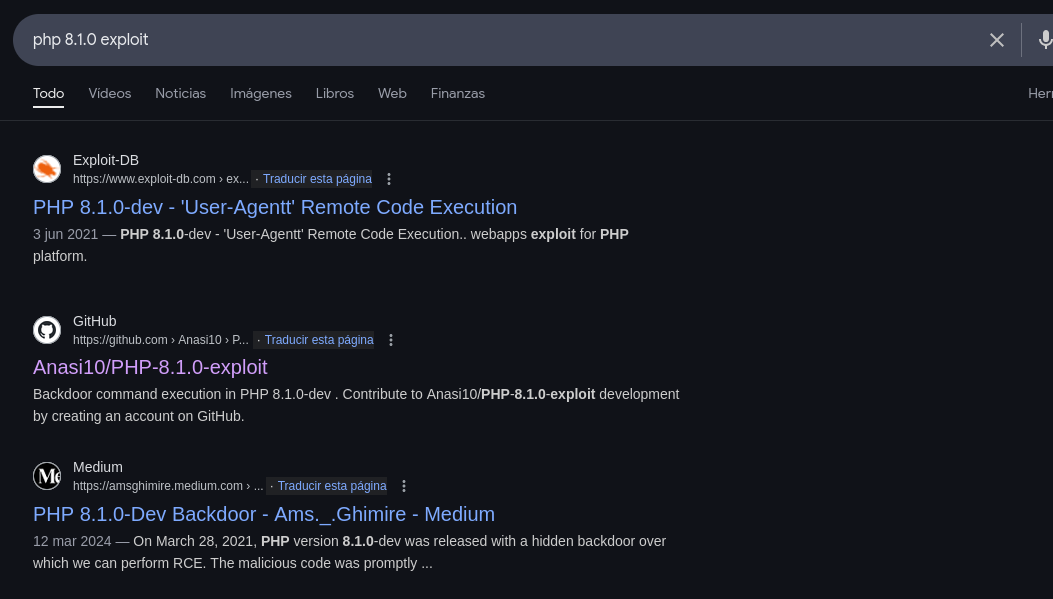 php 8.1.0 exploit
Todo Vídeos Noticias Imágenes Libros Web Finanzas Herr
Exploit-DB
https://www.exploit-db.com › ex... · Traducir esta página
PHP 8.1.0-dev - 'User-Agentt' Remote Code Execution
3 jun 2021 — PHP 8.1.0-dev - 'User-Agentt' Remote Code Execution.. webapps exploit for PHP
platform.
GitHub
https://github.com › Anasi10 › P... · Traducir esta página
Anasi10/PHP-8.1.0-exploit
Backdoor command execution in PHP 8.1.0-dev . Contribute to Anasi10/PHP-8.1.0-exploit development
by creating an account on GitHub.
Me
Medium
https://amsghimire.medium.com › ... · Traducir esta página
PHP 8.1.0-Dev Backdoor - Ams._.Ghimire - Medium
12 mar 2024 — On March 28, 2021, PHP version 8.1.0-dev was released with a hidden backdoor over
which we can perform RCE. The malicious code was promptly ...